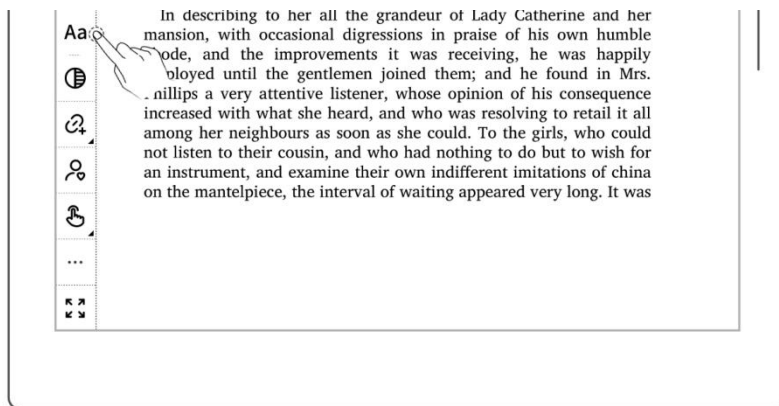 In describing to her all the grandeur of Lady Catherine and her
Aa
mansion, with occasional digressions in praise of his own humble
and the improvements it was receiving, he was happily
until the gentlemen joined them; and he found in Mrs.
a very attentive listener, whose opinion of his consequence
increased with what she heard, and who was resolving to retail it all
among her neighbours as soon as she could. To the girls, who could
not listen to their cousin, and who had nothing to do but to wish for
an instrument, and examine their own indifferent imitations of china
on the mantelpiece, the interval of waiting appeared very long. It was